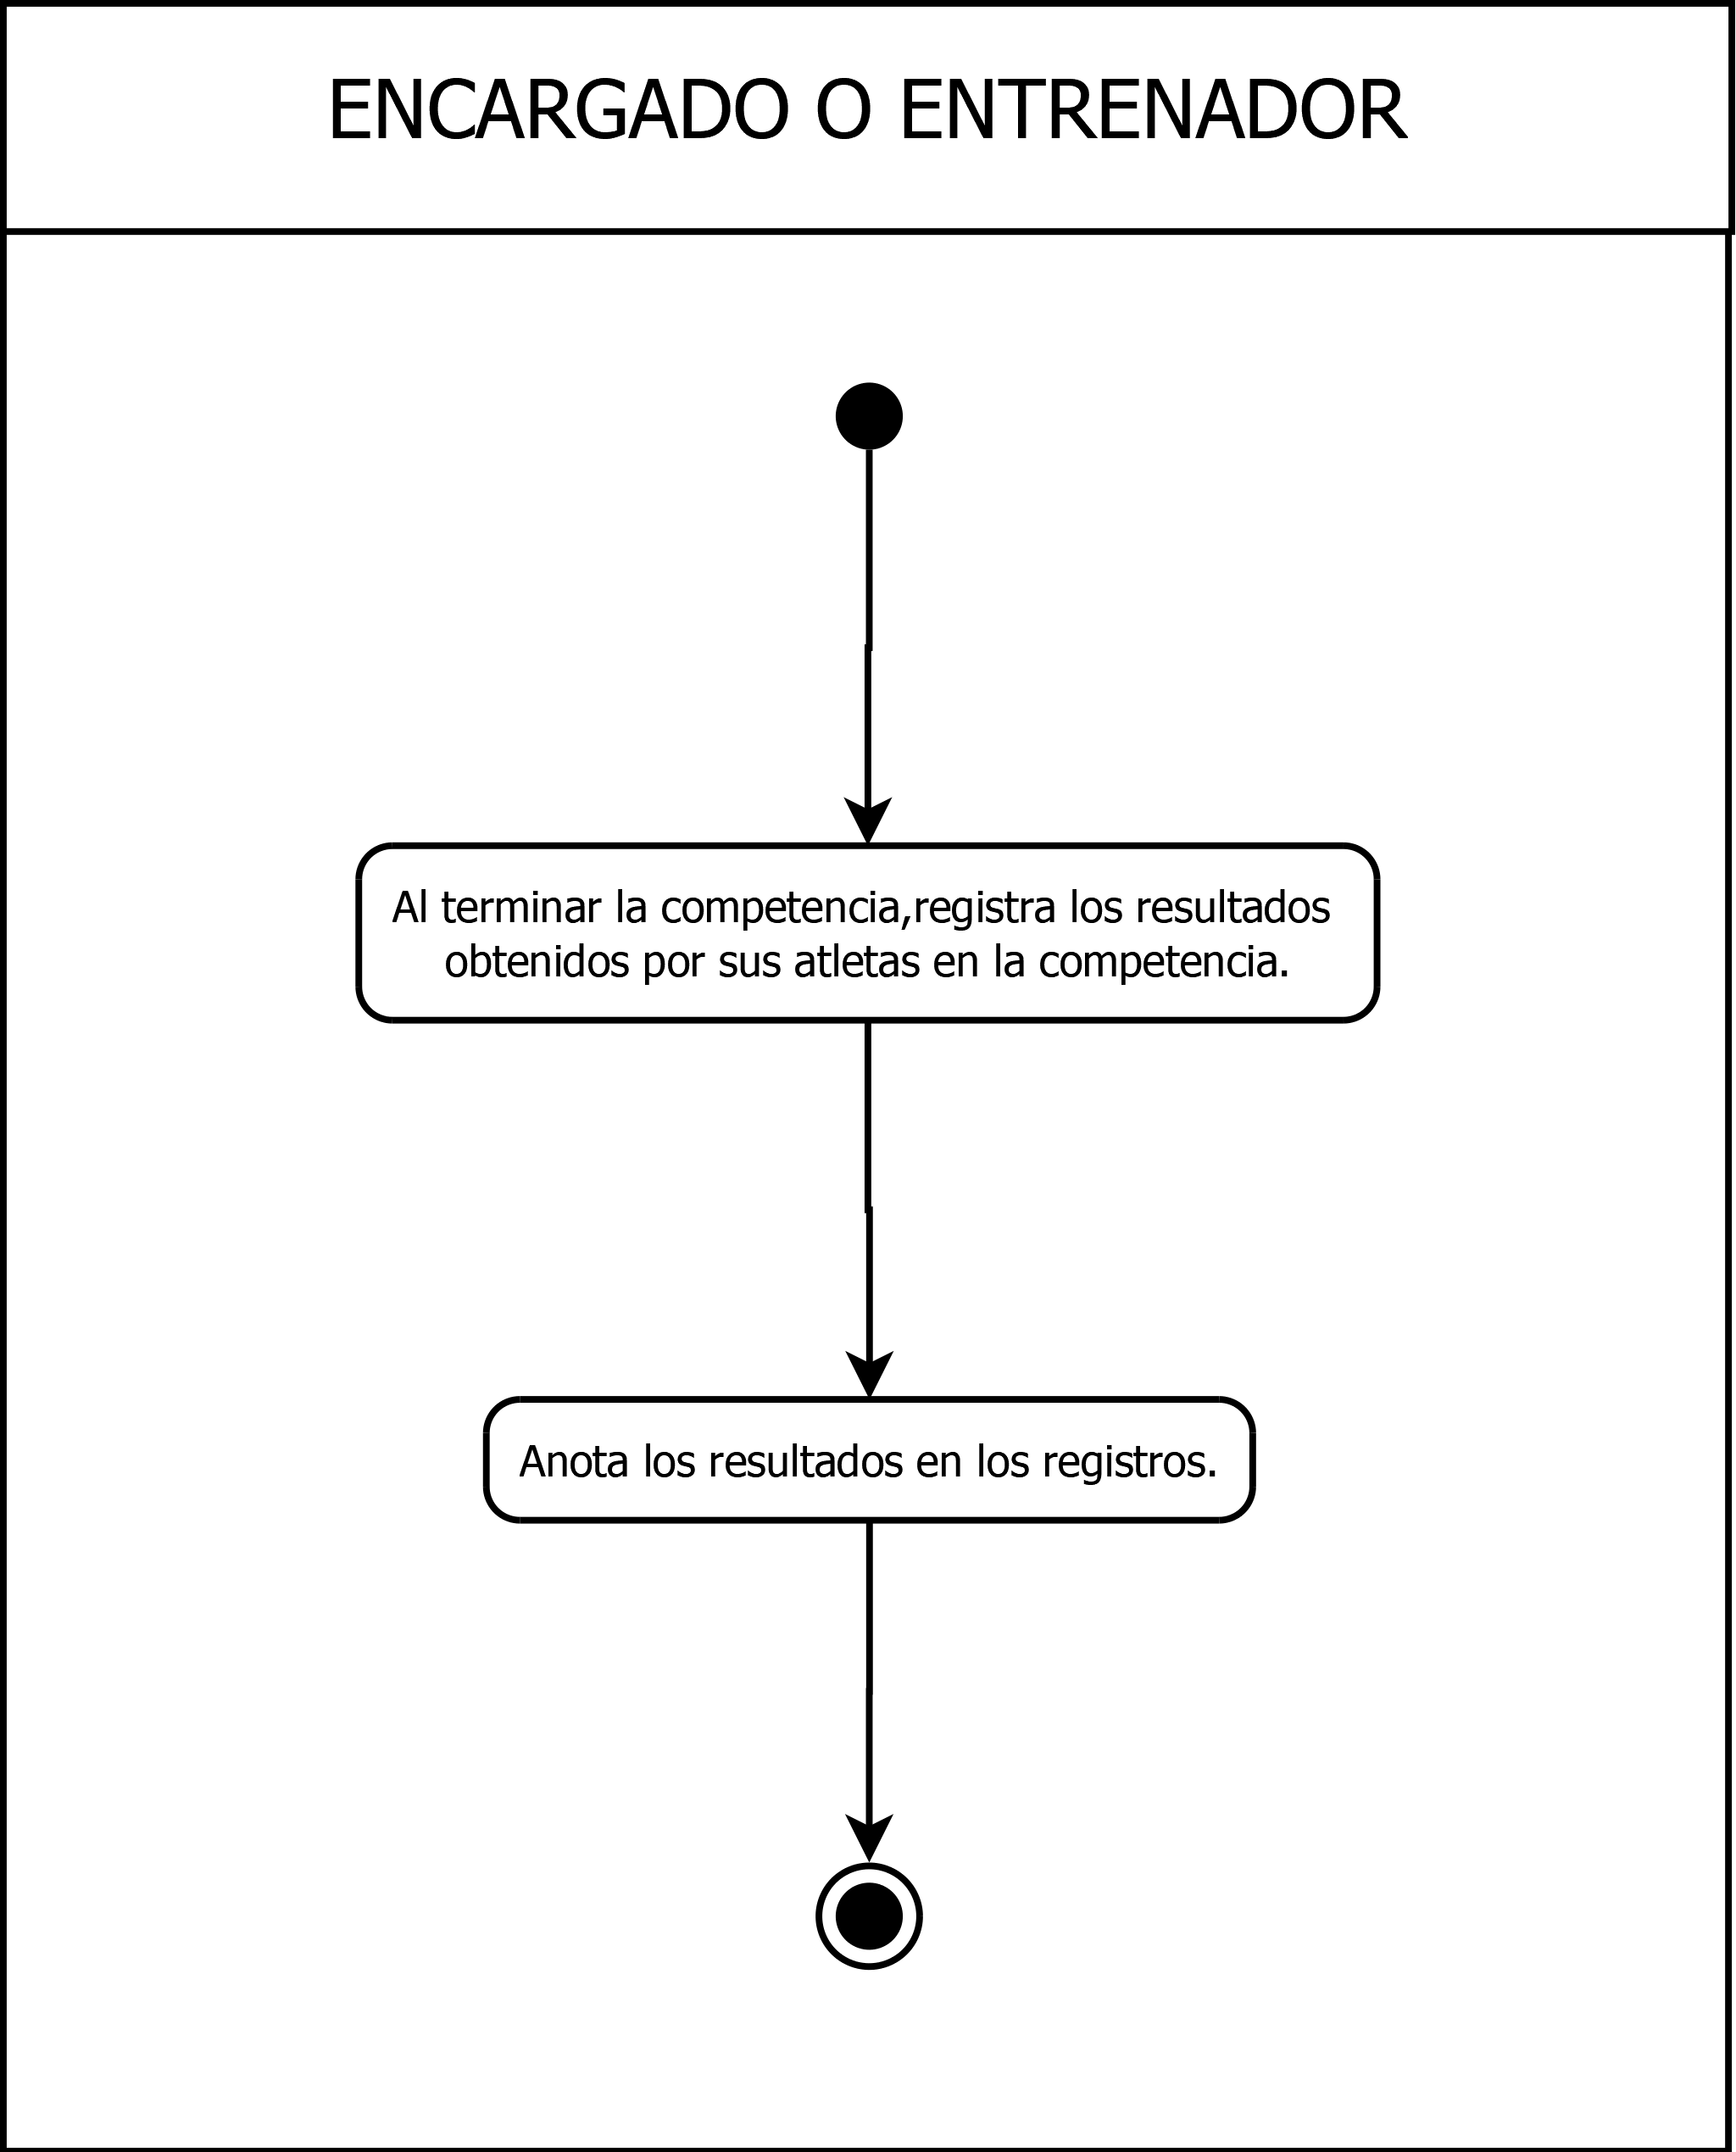 ENCARGADO O ENTRENADOR
Al terminar la competencia,registra los resultados
obtenidos por sus atletas en la competencia.
Anota los resultados en los registros.